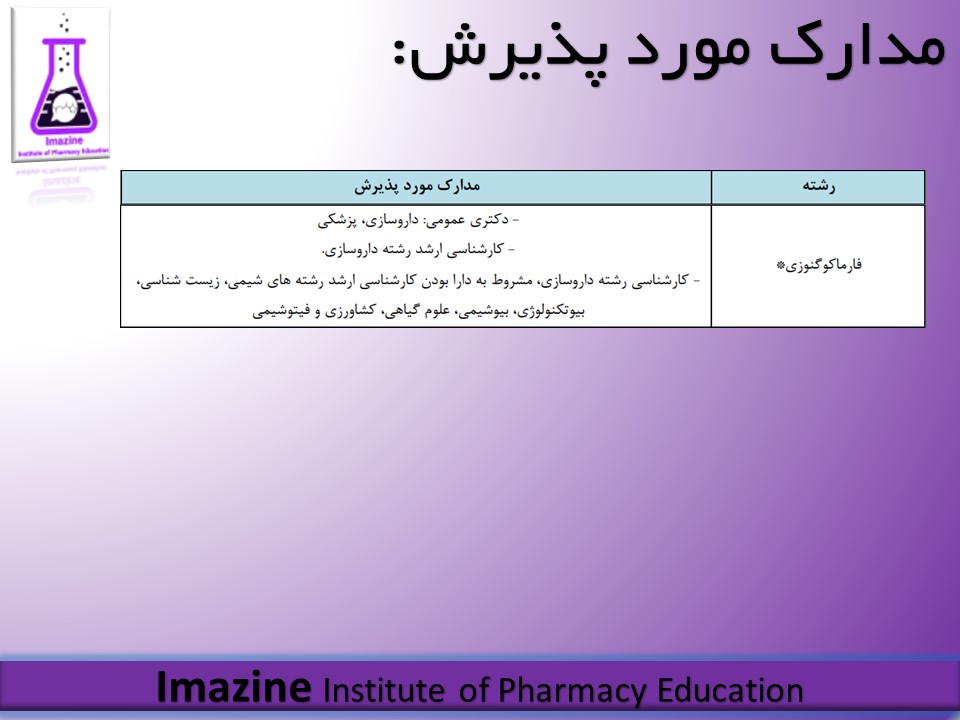 مدارک مورد پذیرش:
Imazine
Institute of Pharmacy Education
رشته
مدارک مورد پذیرش
فارماکوگنوزی*
- دکتری عمومی: داروسازی، پزشکی
- کارشناسی ارشد رشته داروسازی.
- کارشناسی رشته داروسازی، مشروط به دارا بودن کارشناسی ارشد رشته های شیمی، زیست شناسی،
بیوتکنولوژی، بیوشیمی، علوم گیاهی، کشاورزی و فیتوشیمی
Imazine Institute of Pharmacy Education